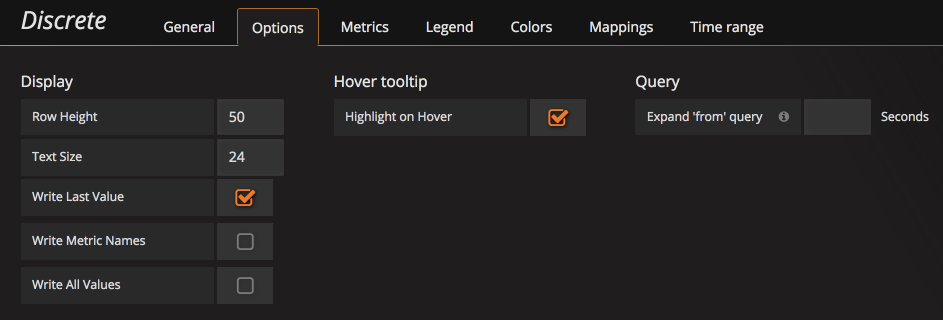 Discrete General Options Metrics Legend Colors Mappings Time range
Display Hover tooltip Query
Row Height 50 Highlight on Hover Expand 'from' query Seconds
Text Size 24
Write Last Value
Write Metric Names
Write All Values